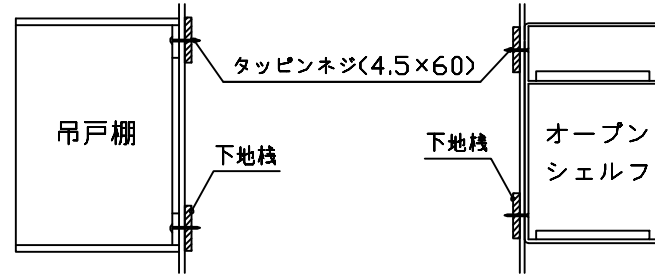 タッピンネジ(4.5×60)
吊戸棚
下地桟
下地桟
オープン
シェルフ